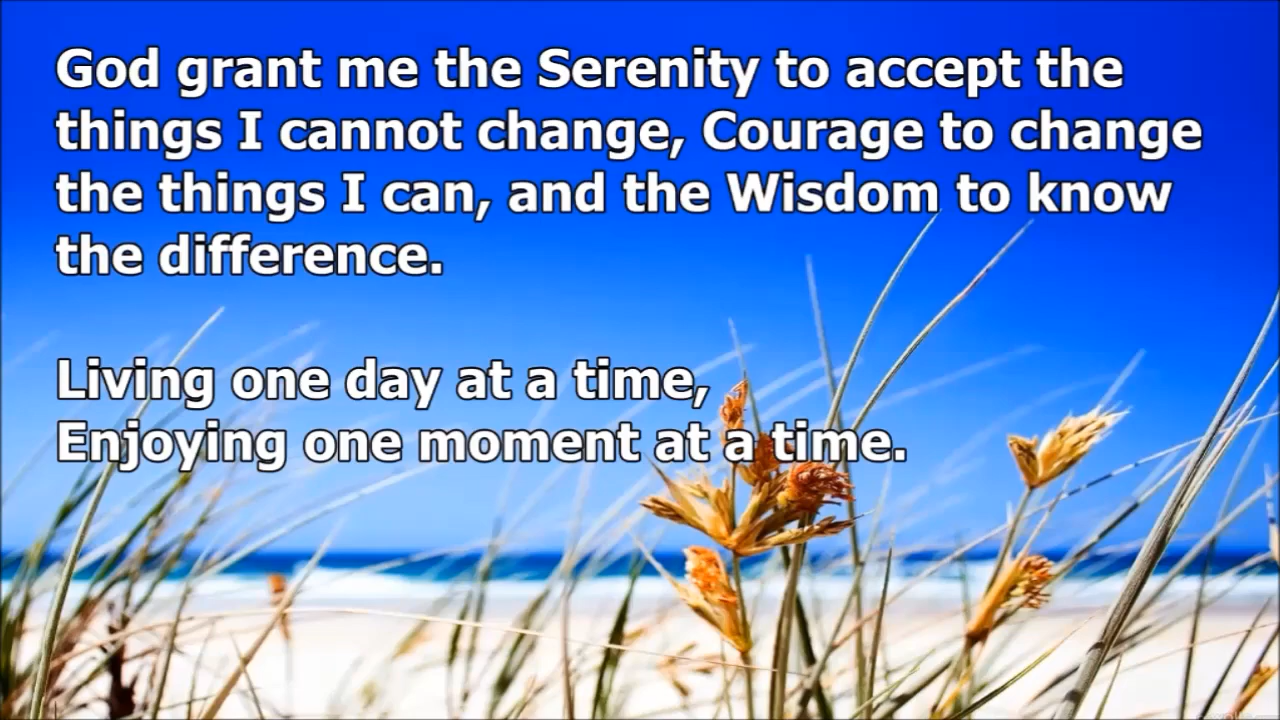 God grant me the Serenity to accept the
things I cannot change, Courage to change
the things I can, and the Wisdom to know
the difference.
Living one day at a time,
Enjoying one moment at a time.